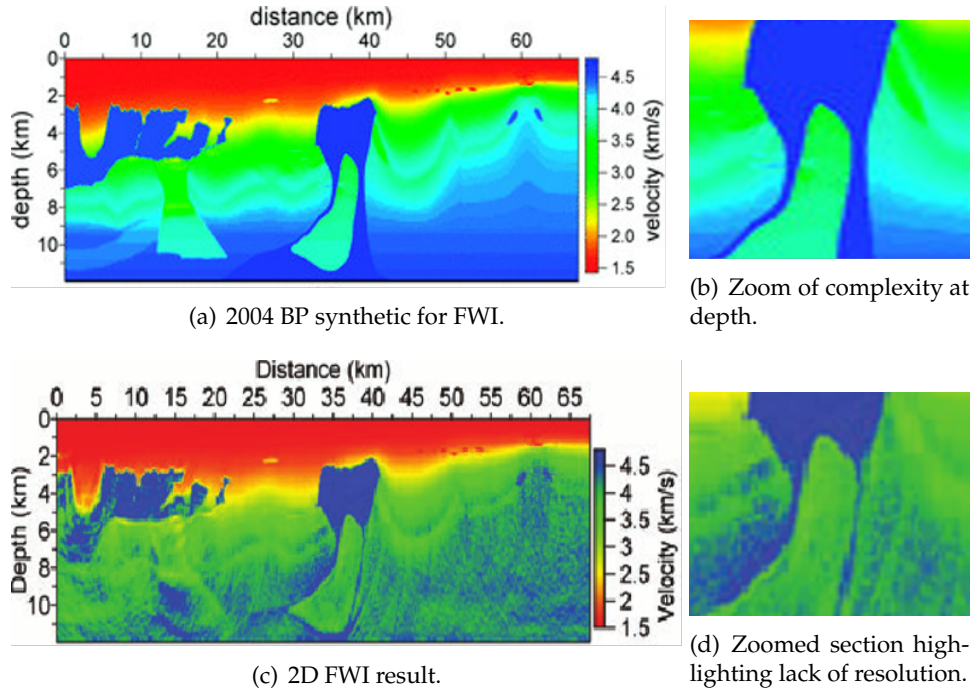 distance (km)
0 10 20 30 40 50 60
0
2
4
6
8
10
depth (km)
4.5
4.0
3.5
3.0
2.5
2.0
1.5
velocity (km/s)
(a) 2004 BP synthetic for FWI.
(b) Zoom of complexity at
depth.
Distance (km)
0 5 10 15 20 25 30 35 40 45 50 55 60 65
0
2
4
6
8
10
Depth (km)
4.5
4
3.5
3
2.5
2
1.5
Velocity (km/s)
(c) 2D FWI result.
(d) Zoomed section high-
lighting lack of resolution.